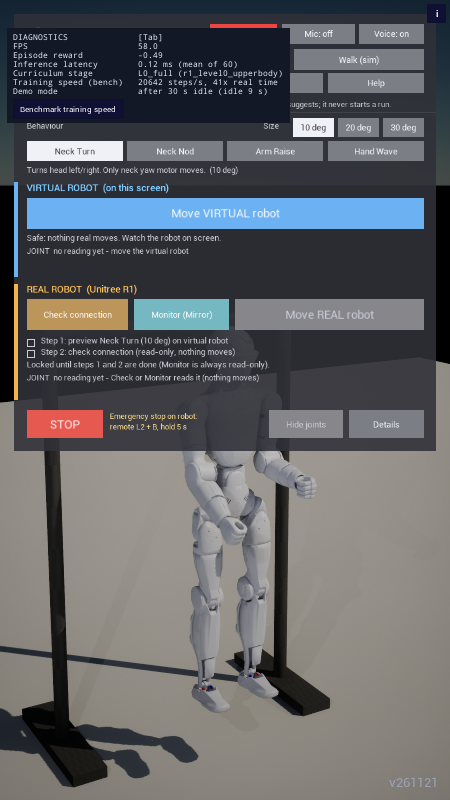 i
DIAGNOSTICS [Tab]
FPS 58.0
Episode reward -0.49
Inference latency 0.12 ms (mean of 60)
Curriculum stage L0_full (r1_level0_upperbody)
Training speed (bench) 20642 steps/s, 41x real time
Demo mode after 30 s idle (idle 9 s)
Benchmark training speed
Mic: off Voice: on
Walk (sim)
Help
suggests; it never starts a run.
Behaviour Size 10 deg 20 deg 30 deg
Neck Turn Neck Nod Arm Raise Hand Wave
Turns head left/right. Only neck yaw motor moves. (10 deg)
VIRTUAL ROBOT (on this screen)
Move VIRTUAL robot
Safe: nothing real moves. Watch the robot on screen.
JOINT no reading yet - move the virtual robot
REAL ROBOT (Unitree R1)
Check connection Monitor (Mirror) Move REAL robot
Step 1: preview Neck Turn (10 deg) on virtual robot
Step 2: check connection (read-only, nothing moves)
Locked until steps 1 and 2 are done (Monitor is always read-only).
JOINT no reading yet - Check or Monitor reads it (nothing moves)
STOP
Emergency stop on robot:
remote L2 + B, hold 5 s
Hide joints Details
v261121